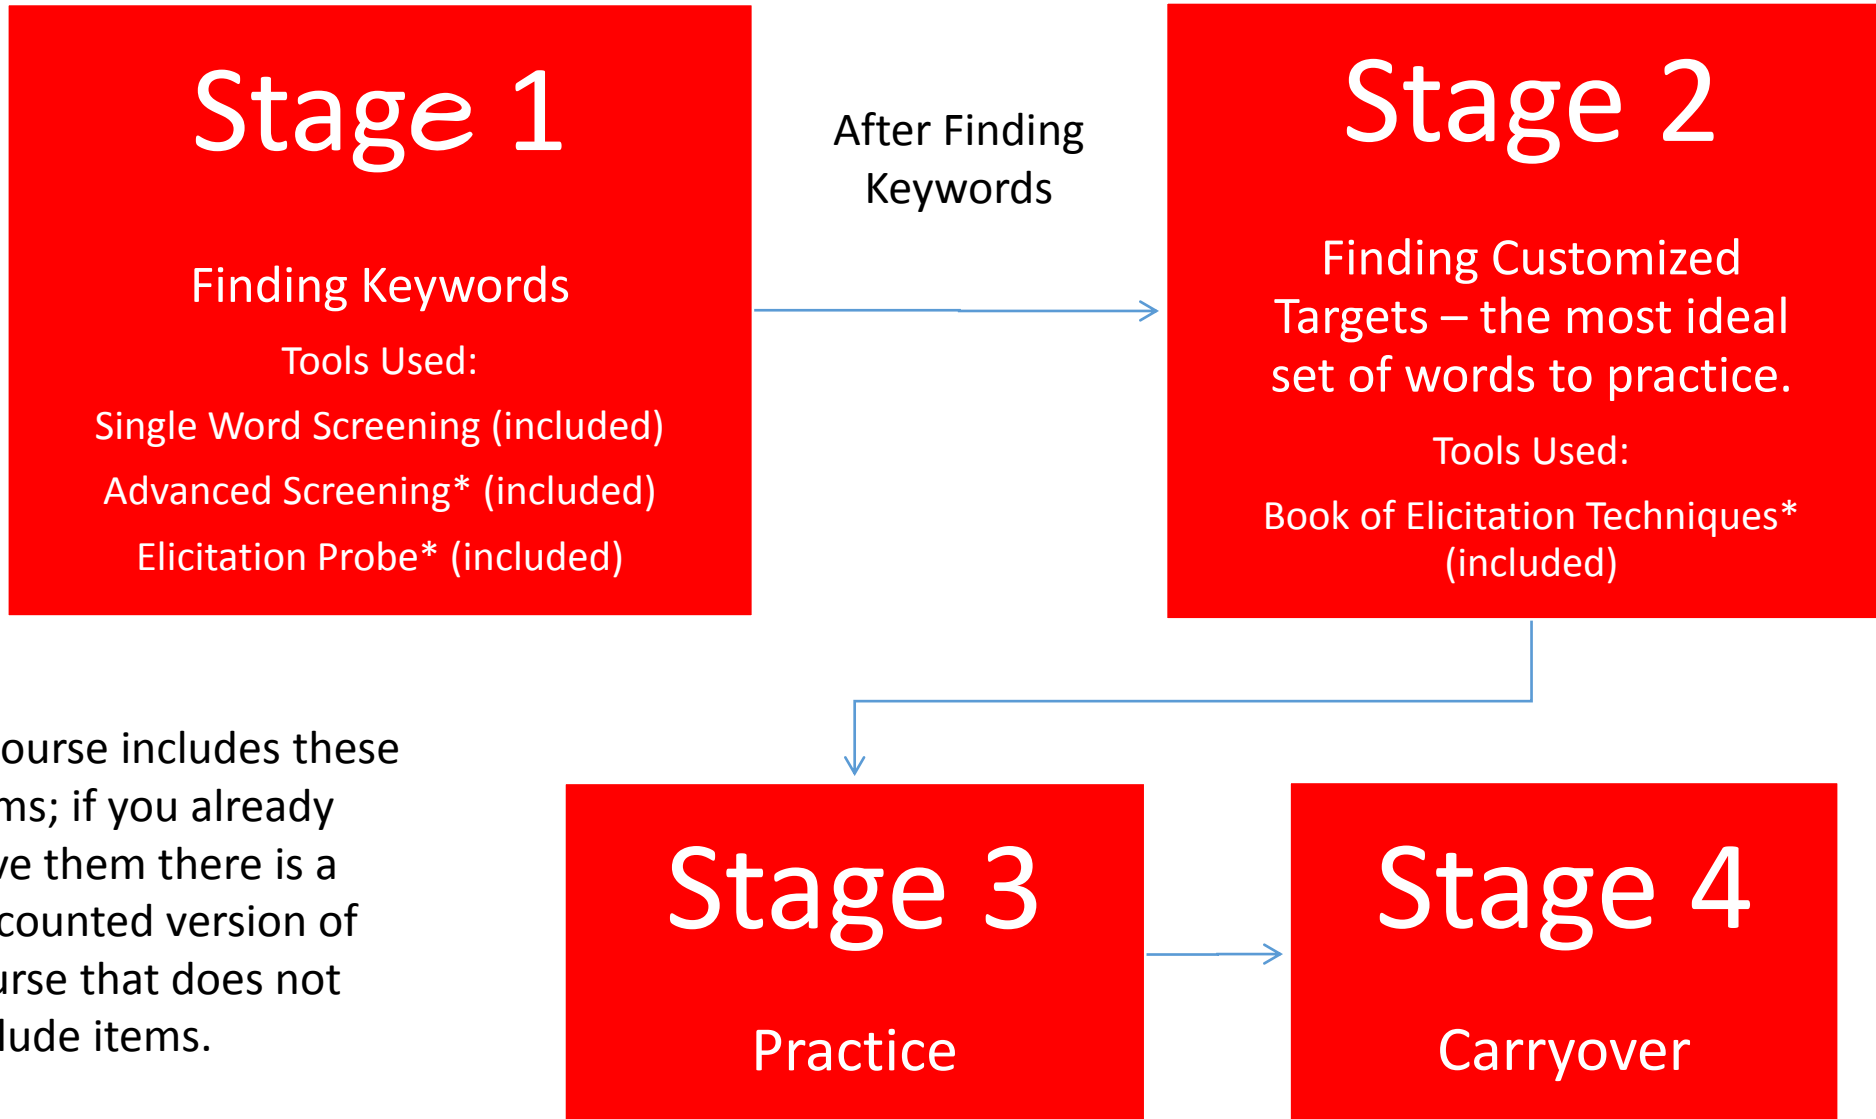 Stage 1
Finding Keywords
Tools Used:
Single Word Screening (included)
Advanced Screening* (included)
Elicitation Probe* (included)
After Finding
Keywords
Stage 2
Finding Customized
Targets – the most ideal
set of words to practice.
Tools Used:
Book of Elicitation Techniques*
(included)
ourse includes these
ms; if you already
ve them there is a
counted version of
urse that does not
lude items.
Stage 3
Practice
Stage 4
Carryover